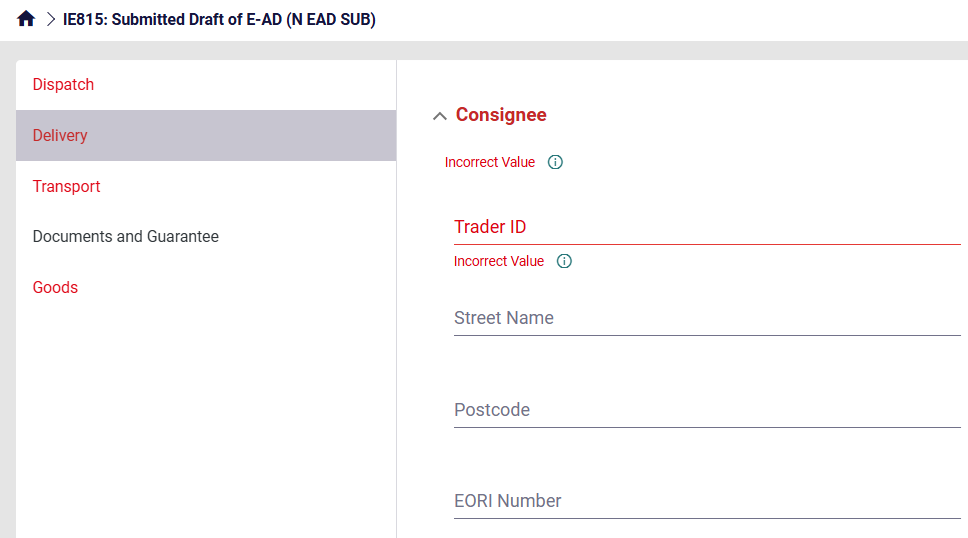 IE815: Submitted Draft of E-AD (N EAD SUB)
Dispatch
Delivery
Transport
Documents and Guarantee
Goods
Consignee
Incorrect Value
Trader ID
Incorrect Value
Street Name
Postcode
EORI Number